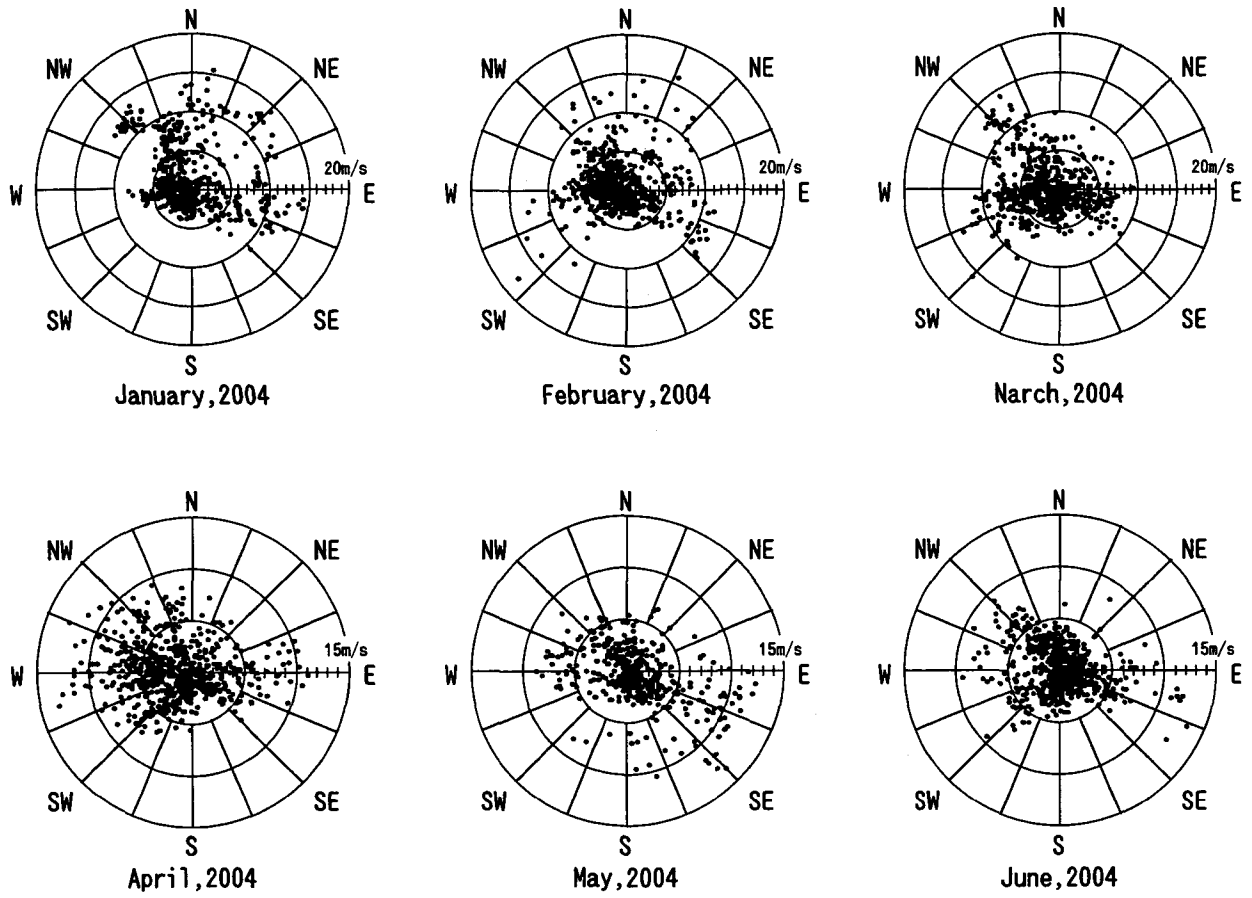 N N N
NW NE NW NE NW NE
20m/s 20m/s 20m/s
W E W E W E
SW SE SW SE SW SE
S S S
January,2004 February,2004 Narch,2004
N N N
NW NE NW NE NW NE
15m/s 15m/s 15m/s
W E W E W E
SW SE SW SE SW SE
S S S
April,2004 May,2004 June,2004